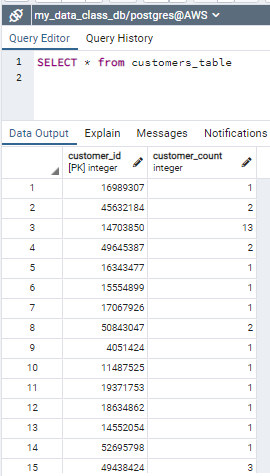 my_data_class_db/postgres@AWS
Query Editor Query History
1 SELECT * from customers_table
2
Data Output Explain Messages Notifications
customer_id customer_count
[PK] integer integer
1 16989307 1
2 45632184 2
3 14703850 13
4 49645387 2
5 16343477 1
6 15554899 1
7 17067926 1
8 50843047 2
9 4051424 1
10 11487525 1
11 19371753 1
12 18634862 1
13 14552054 1
14 52695798 1
15 49438424 3